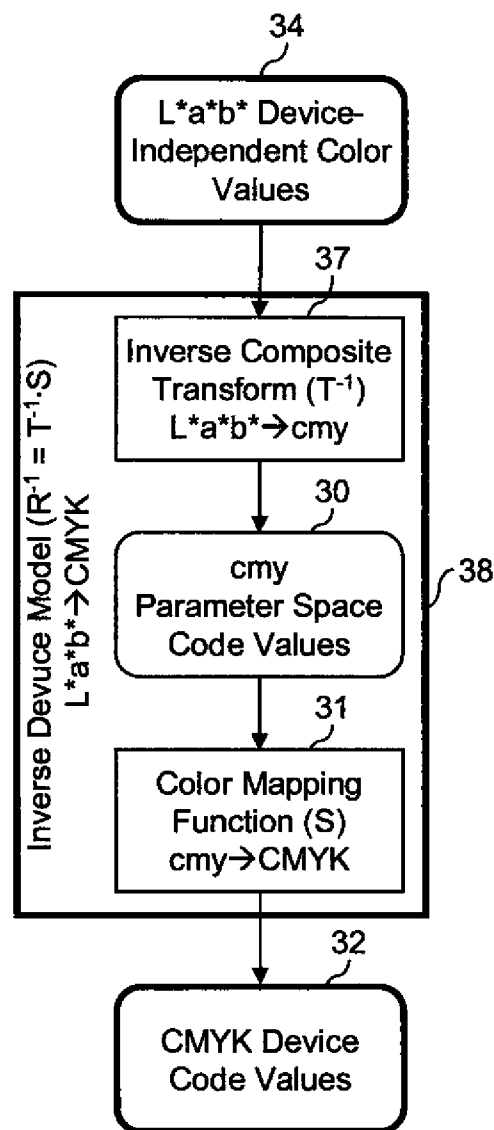 34
L*a*b* Device-
Independent Color
Values
37
Inverse Composite
Transform (T⁻¹)
L*a*b*→cmy
30
cmy
Parameter Space
Code Values
31
Color Mapping
Function (S)
cmy→CMYK
Inverse Devuce Model (R⁻¹ = T⁻¹·S)
L*a*b*→CMYK
38
32
CMYK Device
Code Values